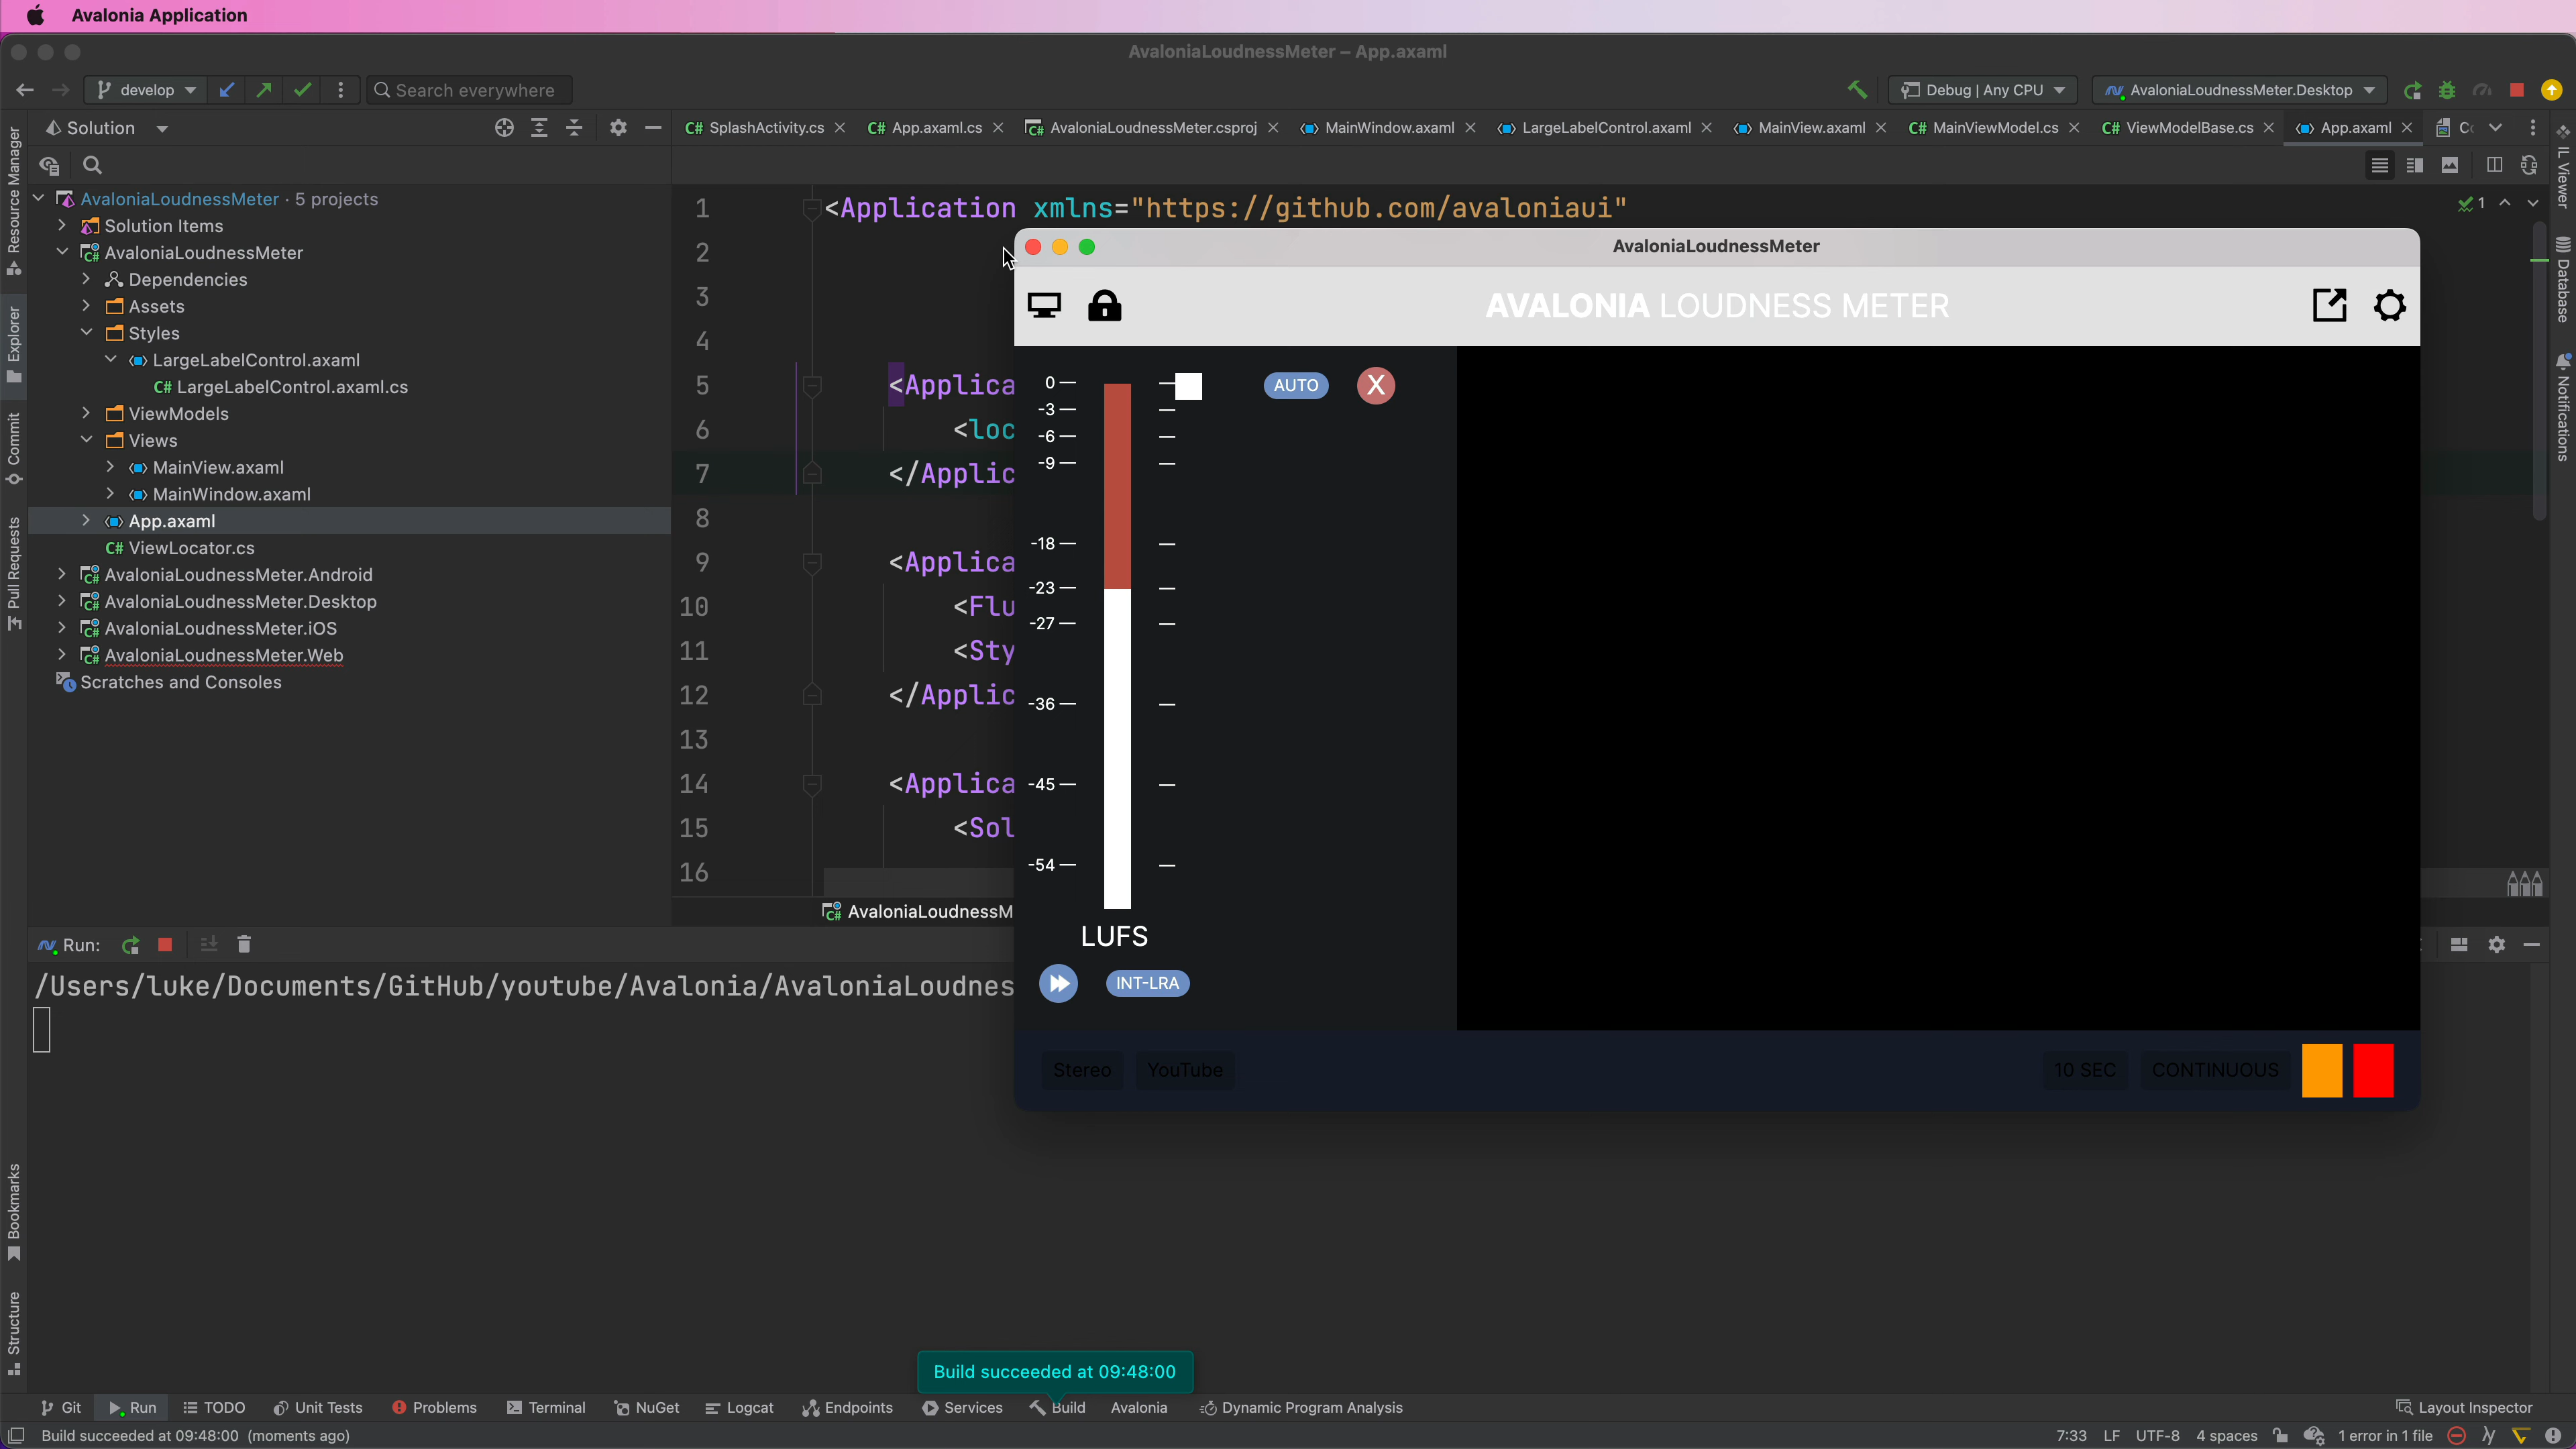 Avalonia Application
AvaloniaLoudnessMeter – App.axaml
develop
Search everywhere
Debug | Any CPU
AvaloniaLoudnessMeter.Desktop
Solution
C# SplashActivity.cs
C# App.axaml.cs
AvaloniaLoudnessMeter.csproj
MainWindow.axaml
LargeLabelControl.axaml
MainView.axaml
C# MainViewModel.cs
C# ViewModelBase.cs
App.axaml
Resource Manager
Explorer
Commit
Pull Requests
Bookmarks
Structure
IL Viewer
Database
Notifications
AvaloniaLoudnessMeter · 5 projects
Solution Items
AvaloniaLoudnessMeter
Dependencies
Assets
Styles
LargeLabelControl.axaml
C# LargeLabelControl.axaml.cs
ViewModels
Views
MainView.axaml
MainWindow.axaml
App.axaml
C# ViewLocator.cs
AvaloniaLoudnessMeter.Android
AvaloniaLoudnessMeter.Desktop
AvaloniaLoudnessMeter.iOS
AvaloniaLoudnessMeter.Web
Scratches and Consoles
1 <Application xmlns="https://github.com/avaloniaui"
1
2
3
4
5 <Applica
6 <loc
7 </Applic
8
9 <Applica
10 <Flu
11 <Sty
12 </Applic
13
14 <Applica
15 <Sol
16
AvaloniaLoudnessM
AvaloniaLoudnessMeter
AVALONIA LOUDNESS METER
0
-3
-6
-9
-18
-23
-27
-36
-45
-54
AUTO
X
LUFS
INT-LRA
Stereo
YouTube
10 SEC
CONTINUOUS
Run:
/Users/luke/Documents/GitHub/youtube/Avalonia/AvaloniaLoudnes
Build succeeded at 09:48:00
Git
Run
TODO
Unit Tests
Problems
Terminal
NuGet
Logcat
Endpoints
Services
Build
Avalonia
Dynamic Program Analysis
Layout Inspector
Build succeeded at 09:48:00 (moments ago)
7:33
LF
UTF-8
4 spaces
1 error in 1 file